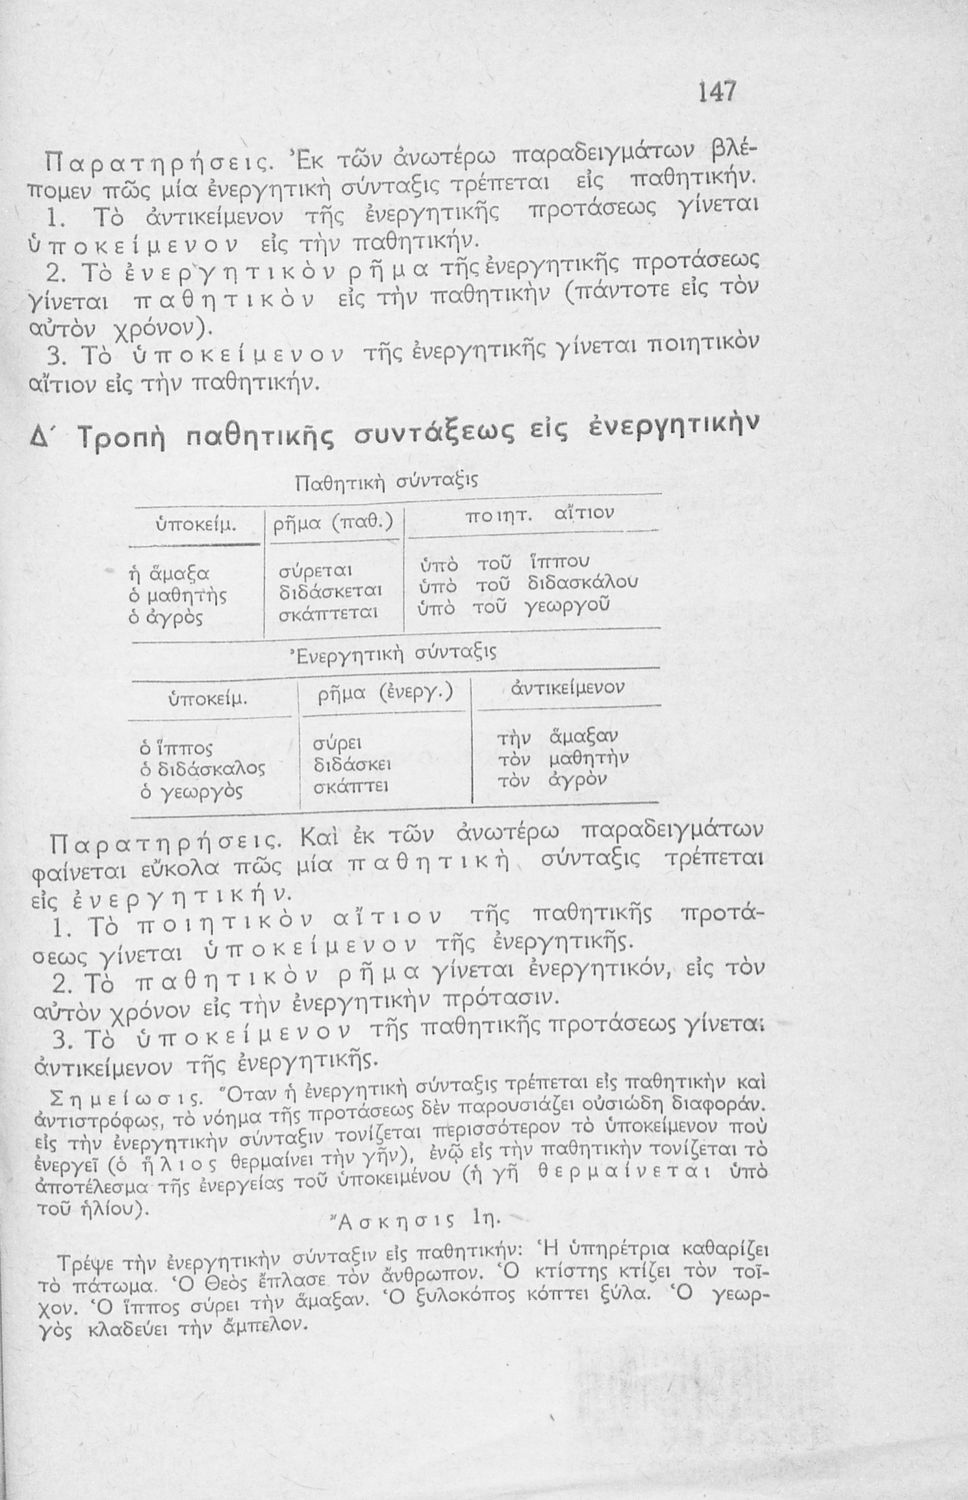 147
Παρατηρήσεις. Ἐκ τῶν ἀνωτέρω παραδειγμάτων βλέ-
πομεν πῶς μία ἐνεργητικὴ σύνταξις τρέπεται εἰς παθητικήν.
1. Τὸ ἀντικείμενον τῆς ἐνεργητικῆς προτάσεως γίνεται
ὑποκείμενον εἰς τὴν παθητικήν.
2. Τὸ ἐνεργητικὸν ρῆμα τῆς ἐνεργητικῆς προτάσεως
γίνεται παθητικὸν εἰς τὴν παθητικὴν (πάντοτε εἰς τὸν
αὐτὸν χρόνον).
3. Τὸ ὑποκείμενον τῆς ἐνεργητικῆς γίνεται ποιητικὸν
αἴτιον εἰς τὴν παθητικήν.
Δ΄ Τροπὴ παθητικῆς συντάξεως εἰς ἐνεργητικὴν
Παθητικὴ σύνταξις
ὑποκείμ. ρῆμα (παθ.) ποιητ. αἴτιον
ἡ ἅμαξα σύρεται ὑπὸ τοῦ ἵππου
ὁ μαθητὴς διδάσκεται ὑπὸ τοῦ διδασκάλου
ὁ ἀγρὸς σκάπτεται ὑπὸ τοῦ γεωργοῦ
Ἐνεργητικὴ σύνταξις
ὑποκείμ. ρῆμα (ἐνεργ.) ἀντικείμενον
ὁ ἵππος σύρει τὴν ἅμαξαν
ὁ διδάσκαλος διδάσκει τὸν μαθητὴν
ὁ γεωργὸς σκάπτει τὸν ἀγρὸν
Παρατηρήσεις. Καὶ ἐκ τῶν ἀνωτέρω παραδειγμάτων
φαίνεται εὔκολα πῶς μία παθητικὴ σύνταξις τρέπεται
εἰς ἐνεργητικήν.
1. Τὸ ποιητικὸν αἴτιον τῆς παθητικῆς προτά-
σεως γίνεται ὑποκείμενον τῆς ἐνεργητικῆς.
2. Τὸ παθητικὸν ρῆμα γίνεται ἐνεργητικόν, εἰς τὸν
αὐτὸν χρόνον εἰς τὴν ἐνεργητικὴν πρότασιν.
3. Τὸ ὑποκείμενον τῆς παθητικῆς προτάσεως γίνεται
ἀντικείμενον τῆς ἐνεργητικῆς.
Σημείωσις. Ὅταν ἡ ἐνεργητικὴ σύνταξις τρέπεται εἰς παθητικὴν καὶ
ἀντιστρόφως, τὸ νόημα τῆς προτάσεως δὲν παρουσιάζει οὐσιώδη διαφοράν.
εἰς τὴν ἐνεργητικὴν σύνταξιν τονίζεται περισσότερον τὸ ὑποκείμενον ποὺ
ἐνεργεῖ (ὁ ἥλιος θερμαίνει τὴν γῆν), ἐνῷ εἰς τὴν παθητικὴν τονίζεται τὸ
ἀποτέλεσμα τῆς ἐνεργείας τοῦ ὑποκειμένου (ἡ γῆ θερμαίνεται ὑπὸ
τοῦ ἡλίου).
Ἄσκησις 1η.
Τρέψε τὴν ἐνεργητικὴν σύνταξιν εἰς παθητικήν: Ἡ ὑπηρέτρια καθαρίζει
τὸ πάτωμα. Ὁ Θεὸς ἔπλασε τὸν ἄνθρωπον. Ὁ κτίστης κτίζει τὸν τοῖ-
χον. Ὁ ἵππος σύρει τὴν ἅμαξαν. Ὁ ξυλοκόπος κόπτει ξύλα. Ὁ γεωρ-
γὸς κλαδεύει τὴν ἄμπελον.